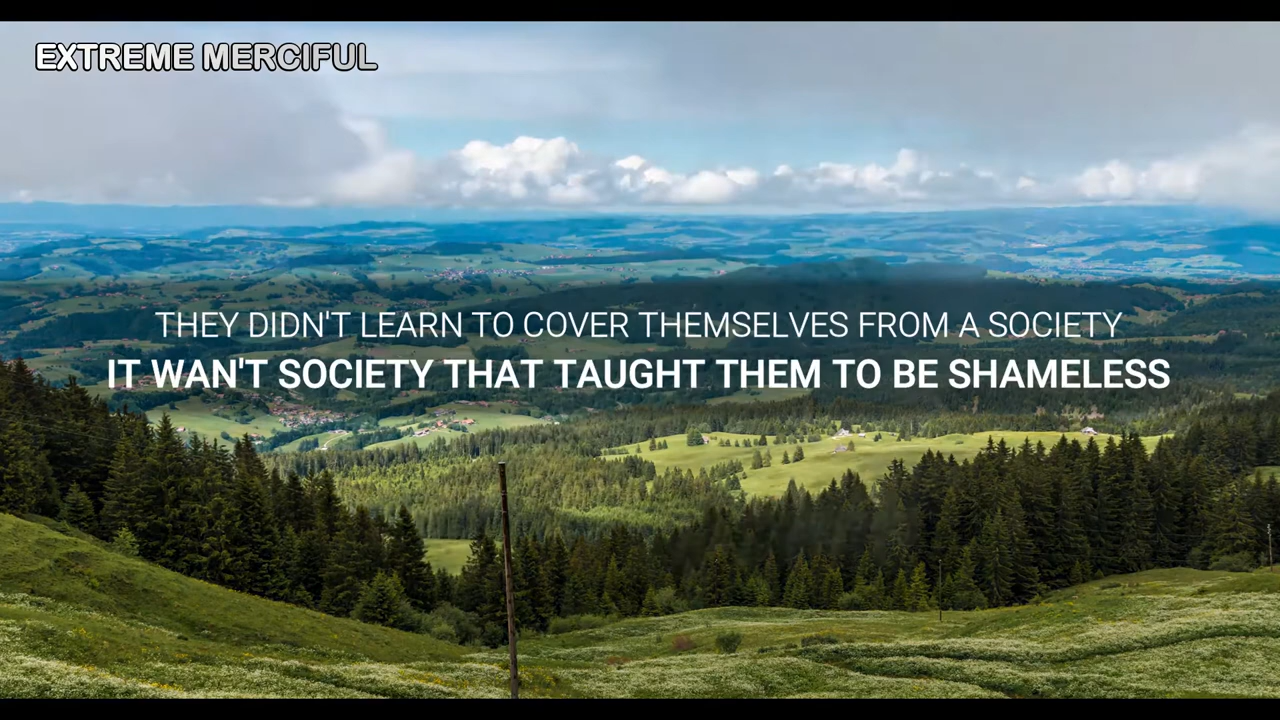 EXTREME MERCIFUL
THEY DIDN'T LEARN TO COVER THEMSELVES FROM A SOCIETY
IT WAN'T SOCIETY THAT TAUGHT THEM TO BE SHAMELESS